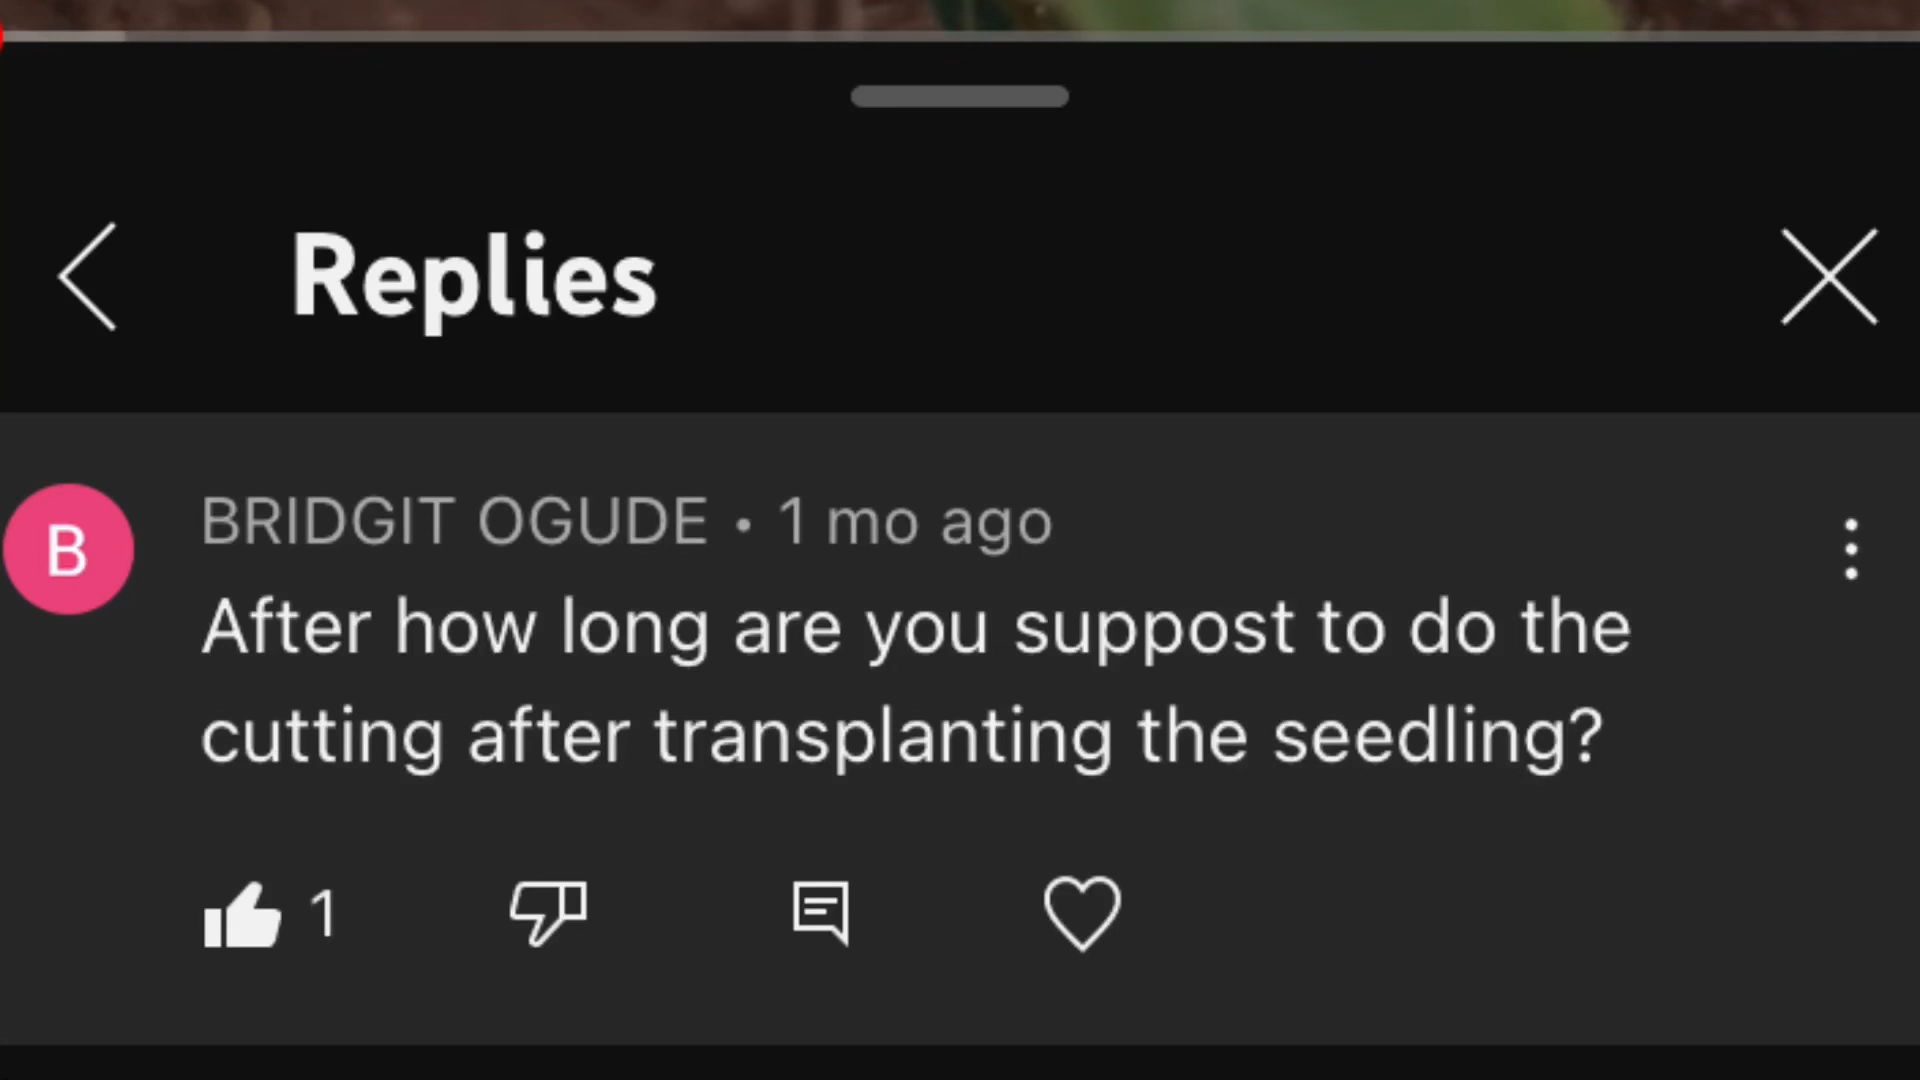 Replies
B
BRIDGIT OGUDE • 1 mo ago
After how long are you suppost to do the
cutting after transplanting the seedling?
1